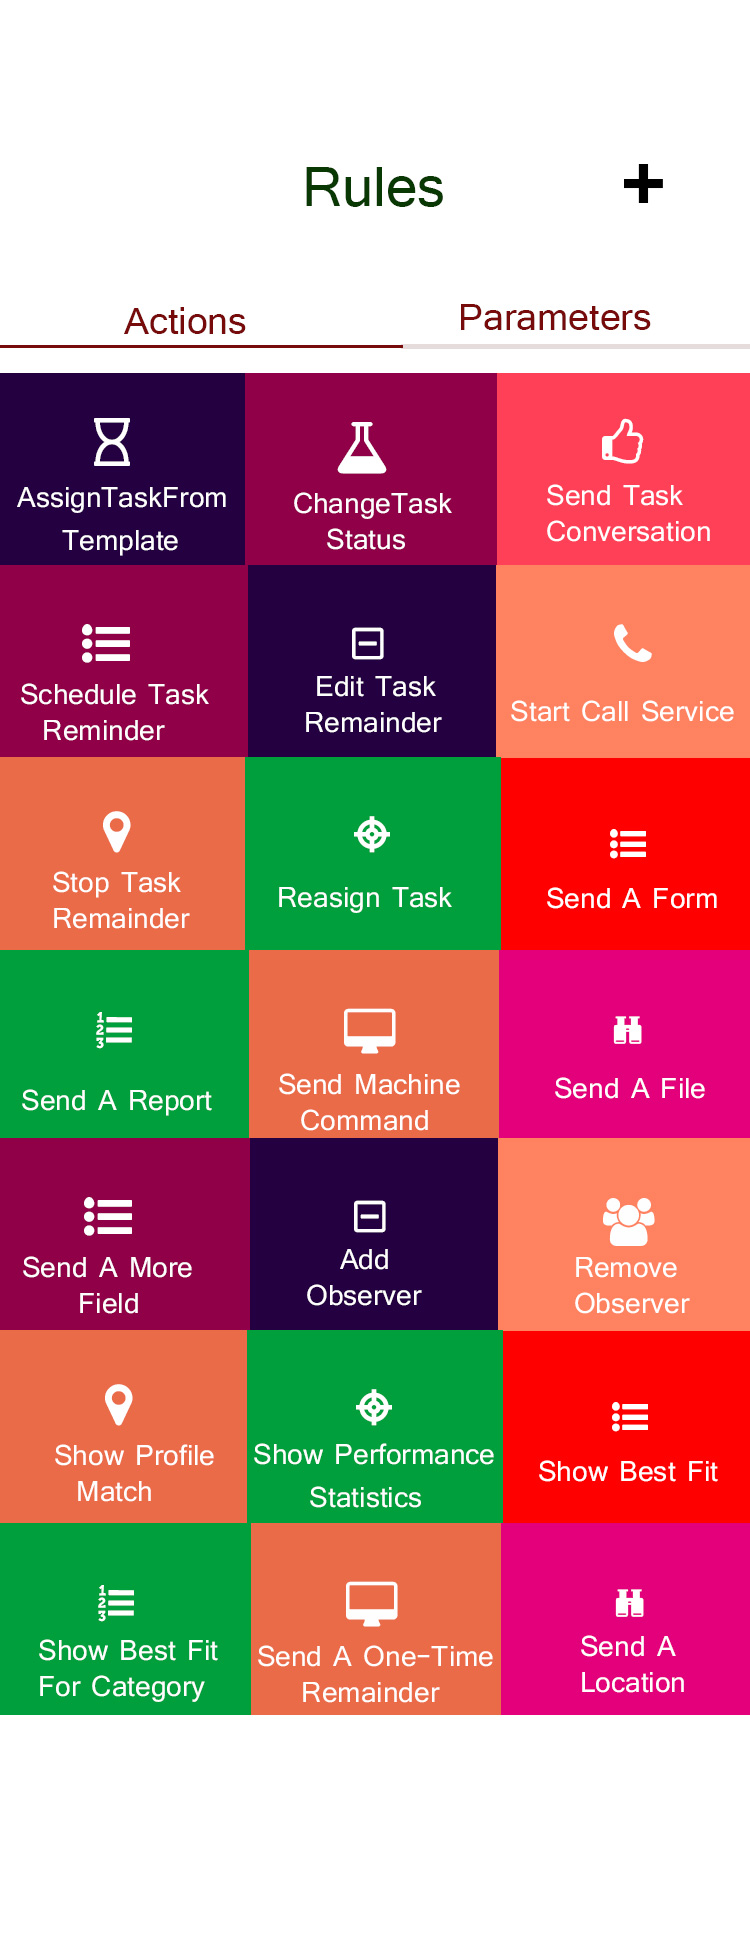 Rules +
Actions
Parameters
AssignTaskFrom
Template
ChangeTask
Status
Send Task
Conversation
Schedule Task
Reminder
Edit Task
Remainder
Start Call Service
Stop Task
Remainder
Reasign Task
Send A Form
Send A Report
Send Machine
Command
Send A File
Send A More
Field
Add
Observer
Remove
Observer
Show Profile
Match
Show Performance
Statistics
Show Best Fit
Show Best Fit
For Category
Send A One-Time
Remainder
Send A
Location